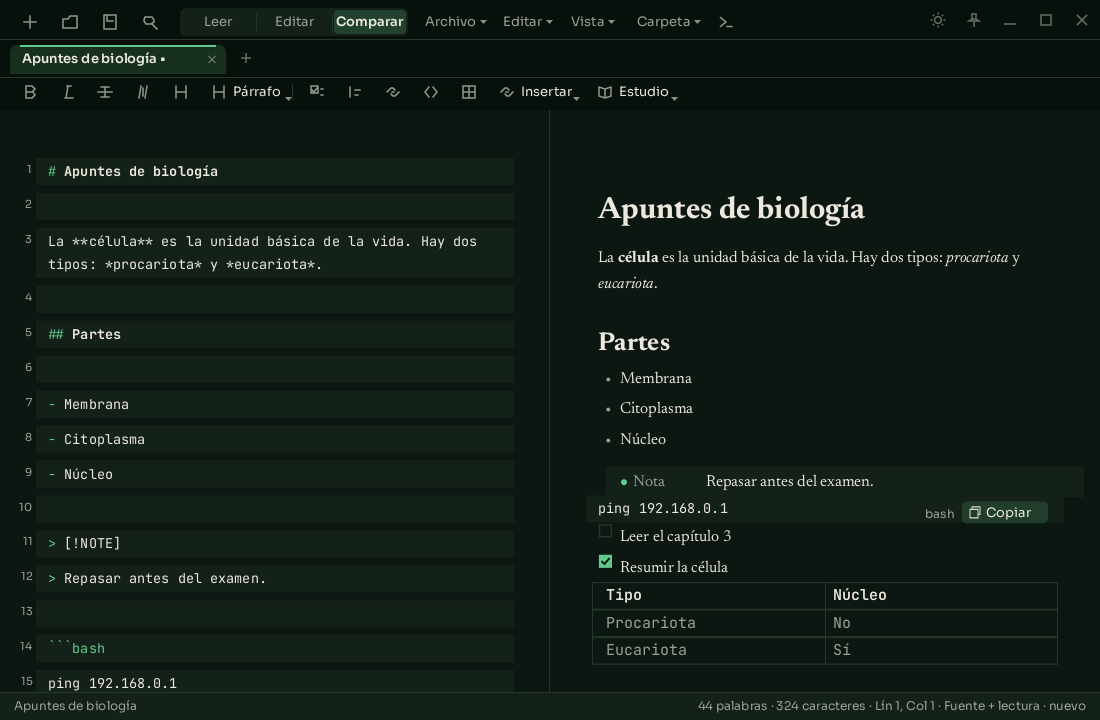 Leer Editar Comparar Archivo Editar Vista Carpeta
Apuntes de biología •
Párrafo Insertar Estudio
1 # Apuntes de biología
2
3 La **célula** es la unidad básica de la vida. Hay dos
tipos: *procariota* y *eucariota*.
4
5 ## Partes
6
7 - Membrana
8 - Citoplasma
9 - Núcleo
10
11 > [!NOTE]
12 > Repasar antes del examen.
13
14 ```bash
15 ping 192.168.0.1
Apuntes de biología
La célula es la unidad básica de la vida. Hay dos tipos: procariota y
eucariota.
Partes
• Membrana
• Citoplasma
• Núcleo
• Nota Repasar antes del examen.
ping 192.168.0.1 bash Copiar
Leer el capítulo 3
Resumir la célula
Tipo Núcleo
Procariota No
Eucariota Sí
Apuntes de biología 44 palabras · 324 caracteres · Lín 1, Col 1 · Fuente + lectura · nuevo